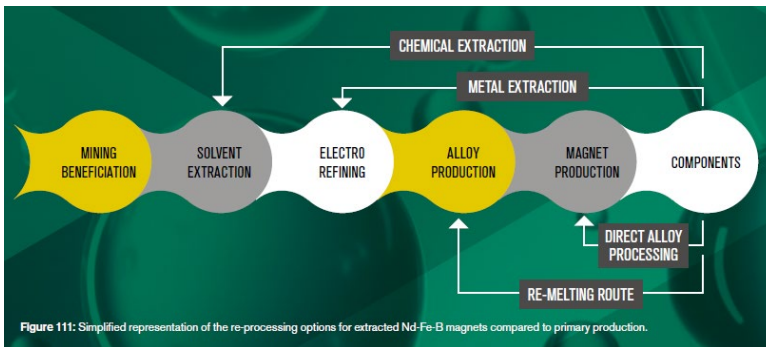 CHEMICAL EXTRACTION
METAL EXTRACTION
MINING
BENEFICIATION
SOLVENT
EXTRACTION
ELECTRO
REFINING
ALLOY
PRODUCTION
MAGNET
PRODUCTION
COMPONENTS
DIRECT ALLOY
PROCESSING
RE-MELTING ROUTE
Figure 111: Simplified representation of the re-processing options for extracted Nd-Fe-B magnets compared to primary production.